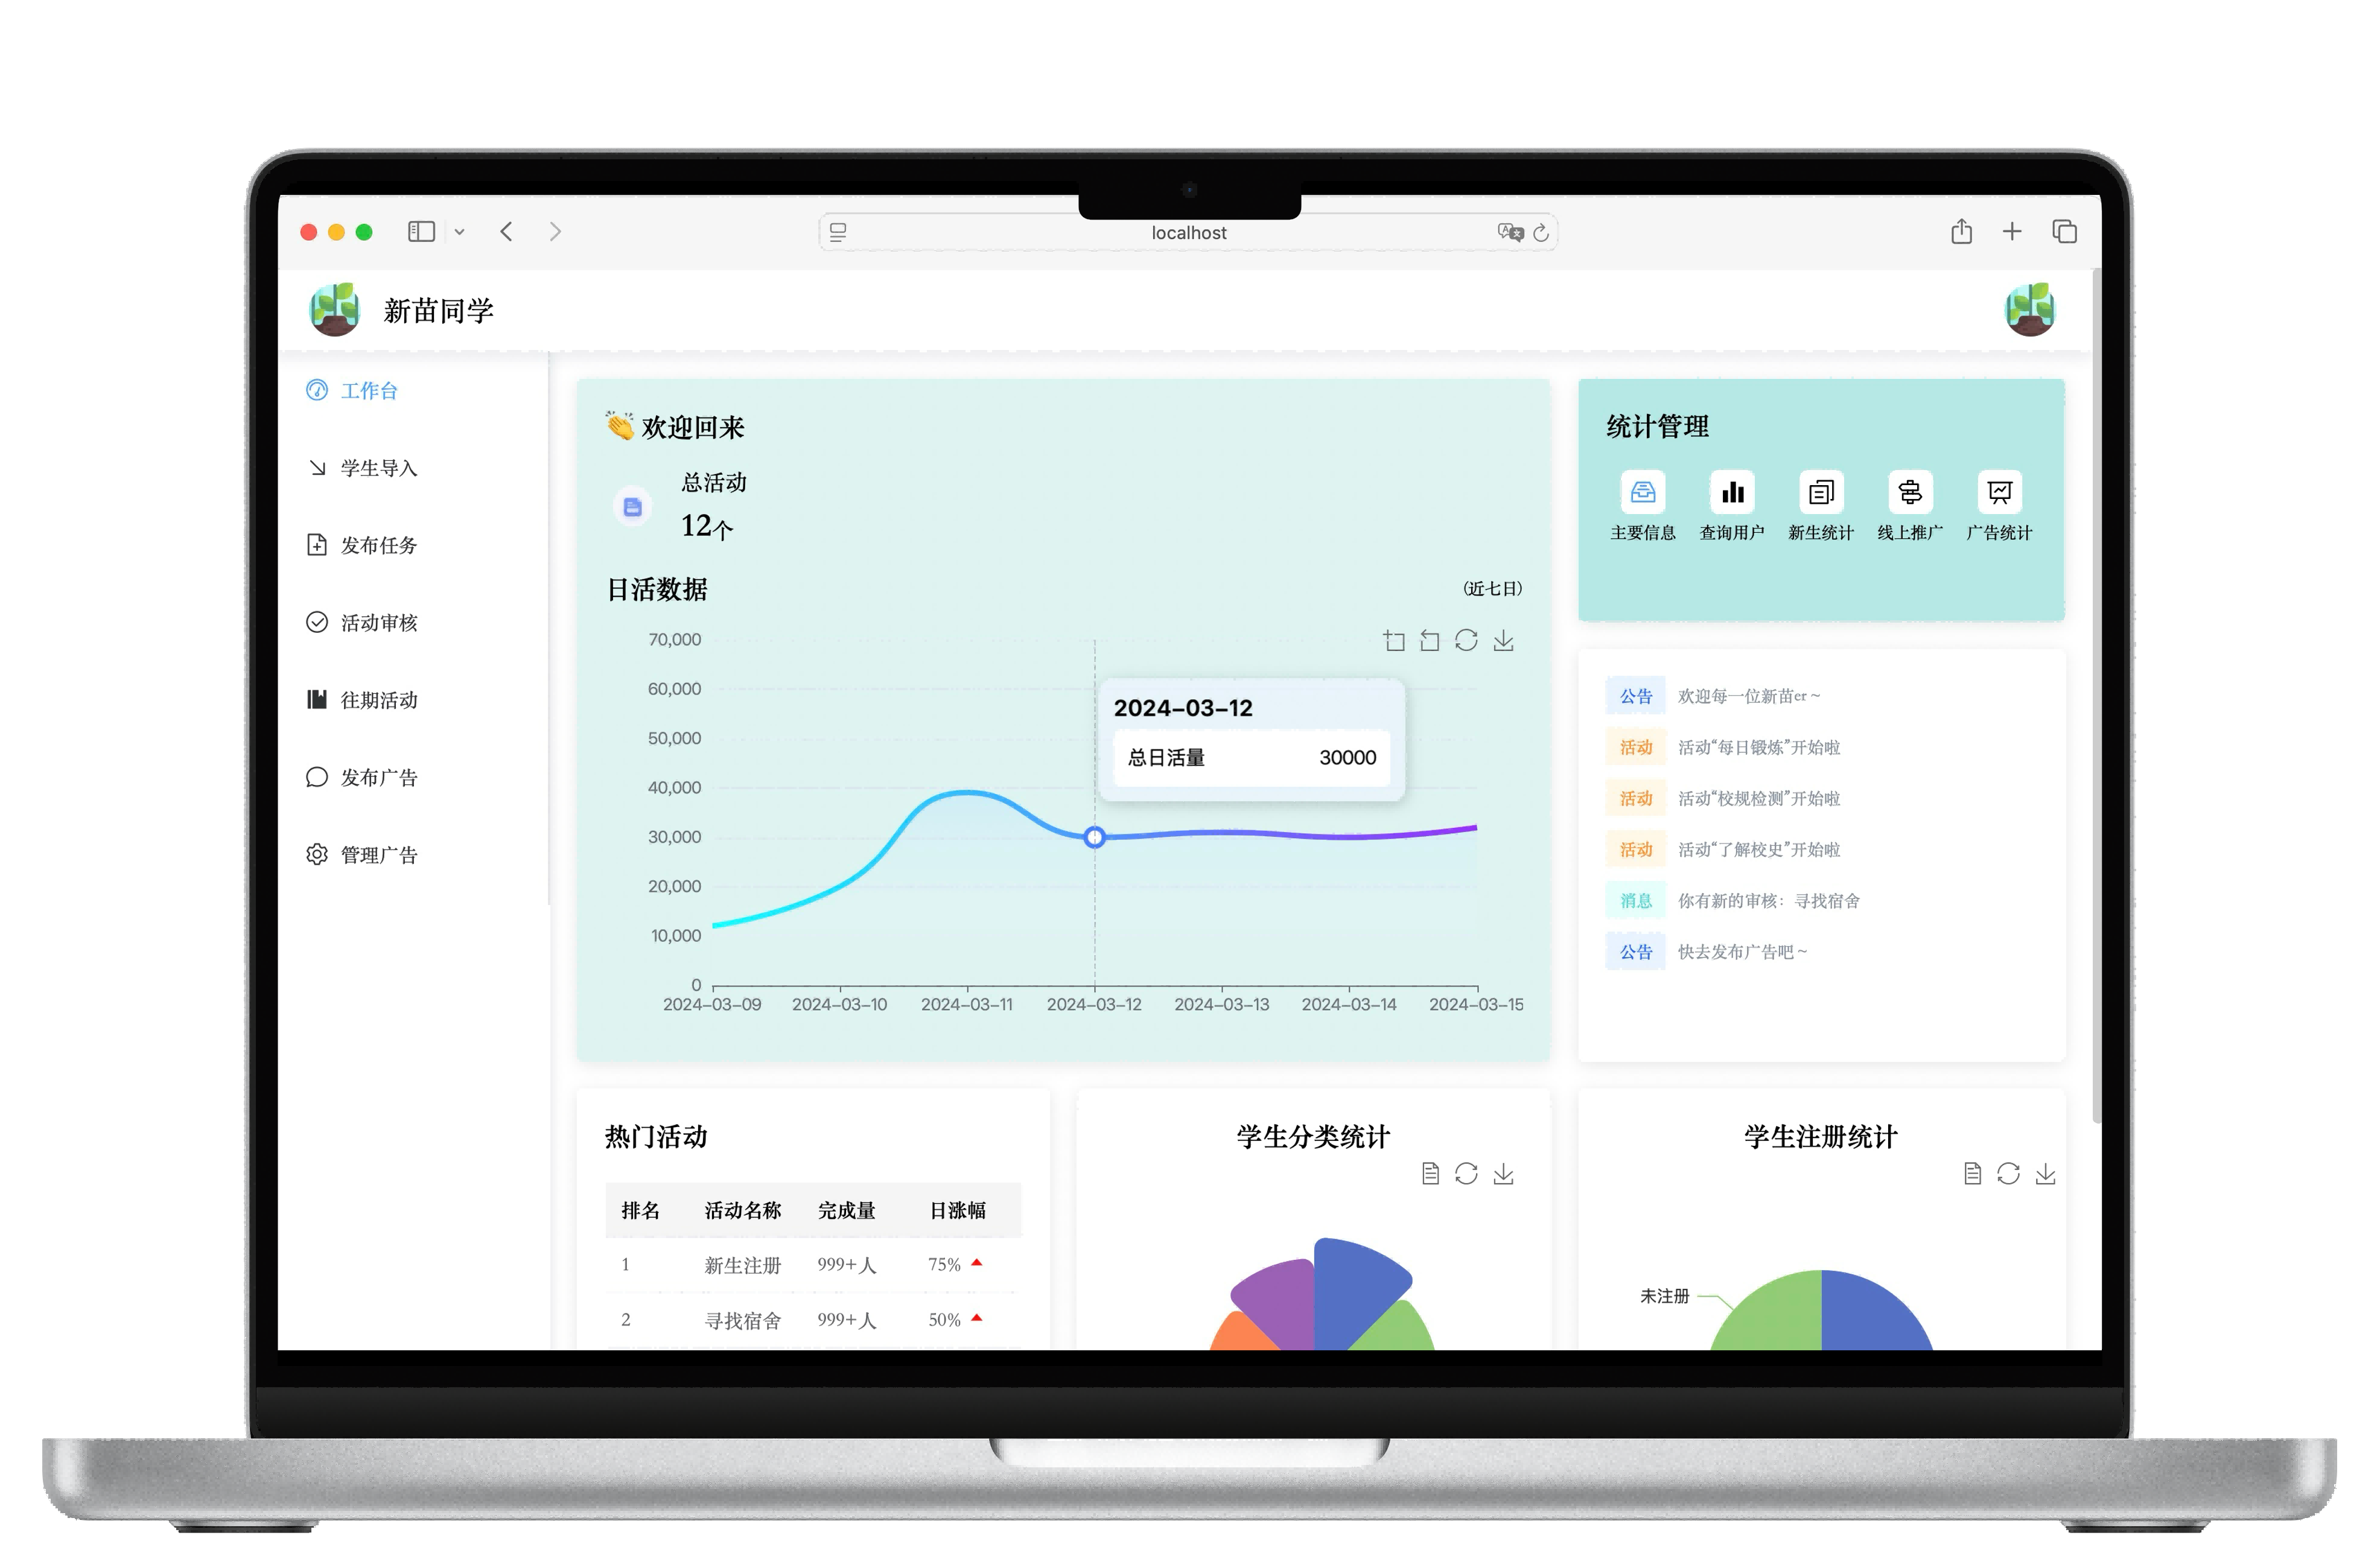 localhost
新苗同学
工作台
学生导入
发布任务
活动审核
往期活动
发布广告
管理广告
欢迎回来
总活动
12个
日活数据 (近七日)
70,000
60,000
50,000
40,000
30,000
20,000
10,000
0
2024-03-12
总日活量 30000
2024-03-09 2024-03-10 2024-03-11 2024-03-12 2024-03-13 2024-03-14 2024-03-15
统计管理
主要信息 查询用户 新生统计 线上推广 广告统计
公告 欢迎每一位新苗er~
活动 活动“每日锻炼”开始啦
活动 活动“校规检测”开始啦
活动 活动“了解校史”开始啦
消息 你有新的审核：寻找宿舍
公告 快去发布广告吧~
热门活动
排名 活动名称 完成量 日涨幅
1 新生注册 999+人 75%
2 寻找宿舍 999+人 50%
学生分类统计
学生注册统计
未注册